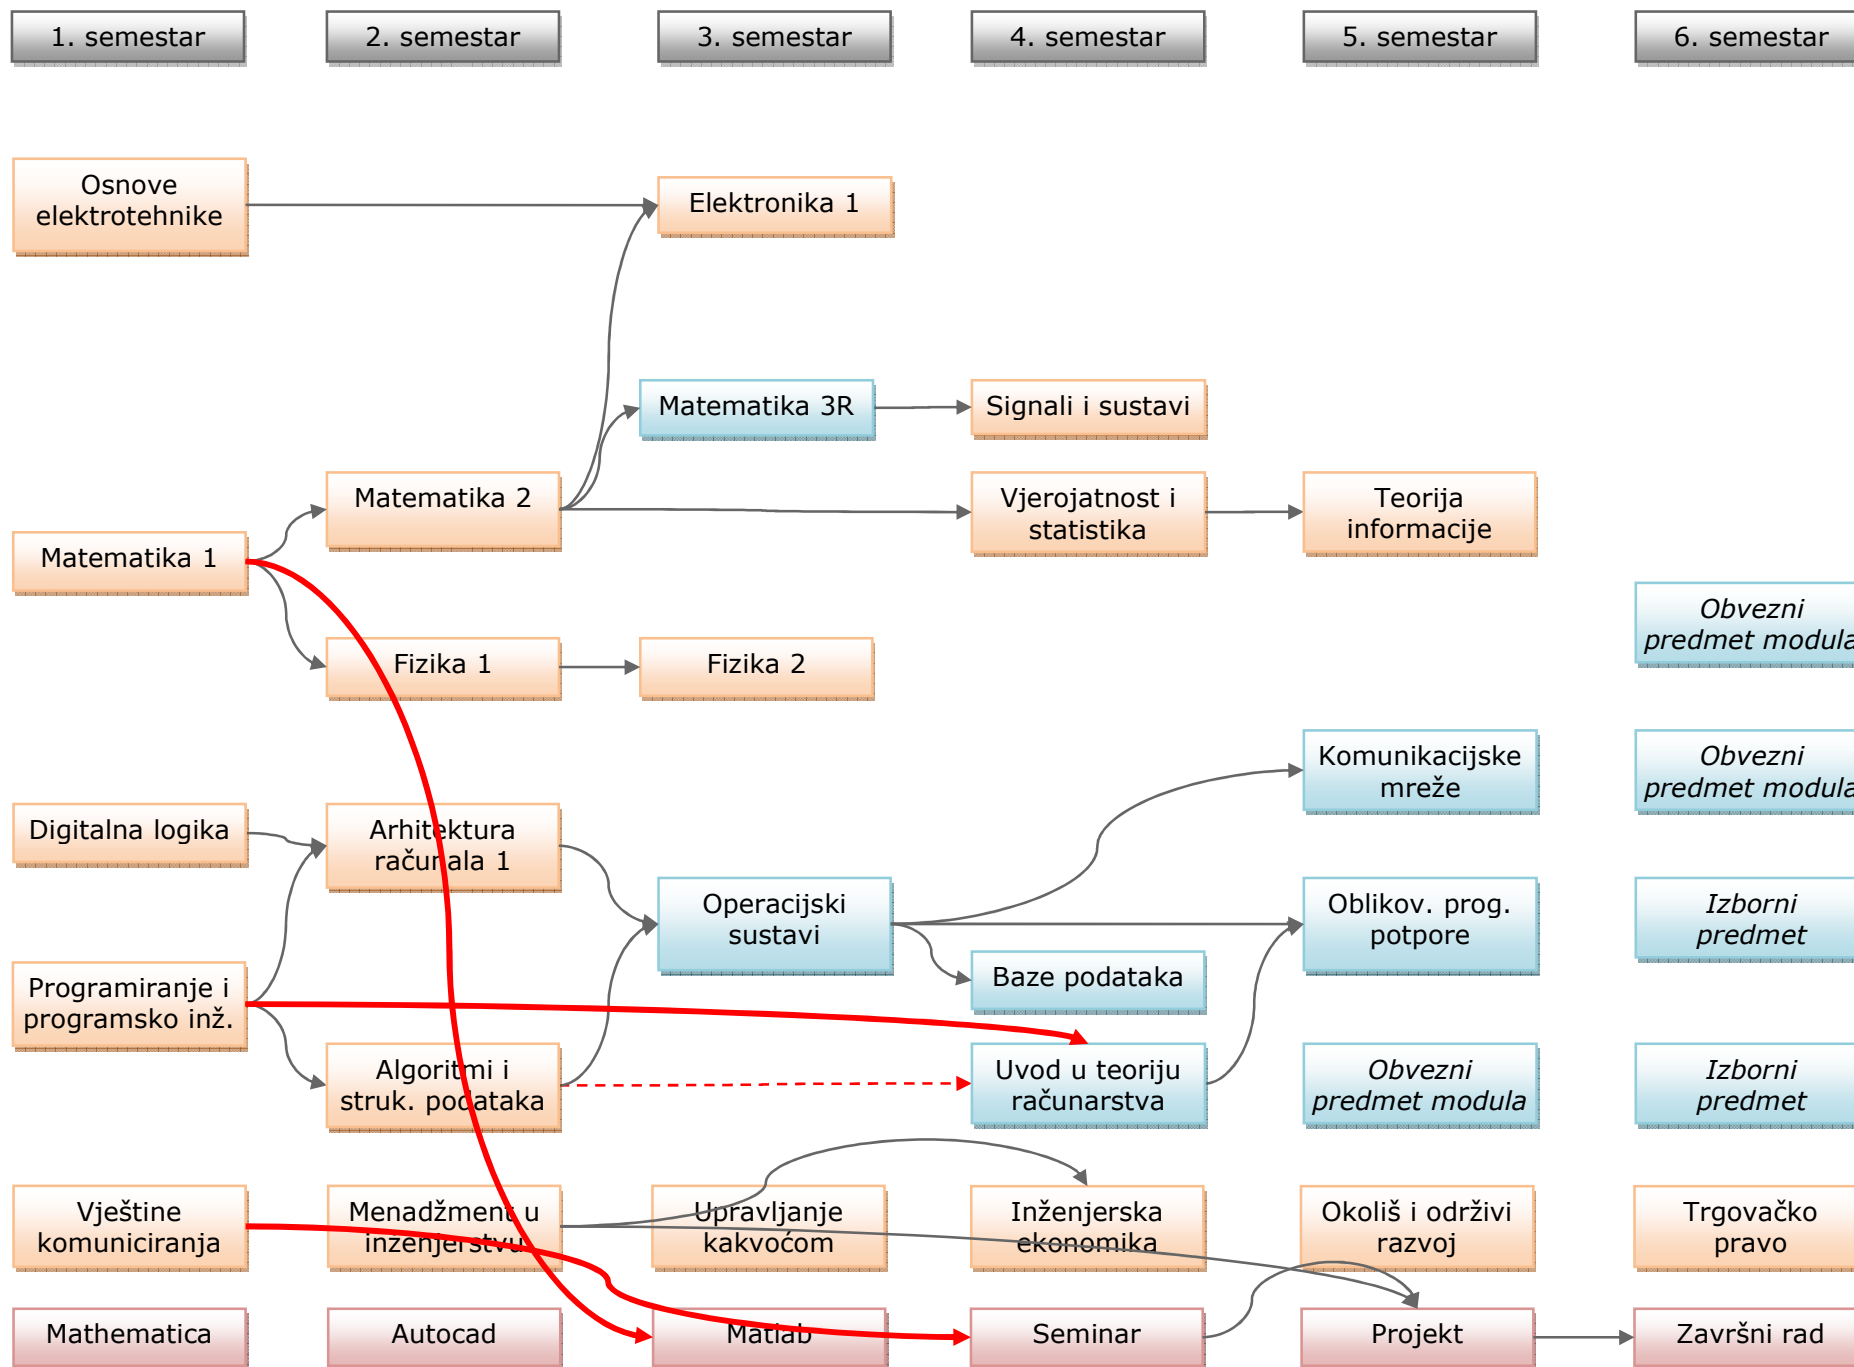 1. semestar
2. semestar
3. semestar
4. semestar
5. semestar
6. semestar
Osnove
elektrotehnike
Elektronika 1
Matematika 3R
Signali i sustavi
Matematika 2
Vjerojatnost i
statistika
Teorija
informacije
Matematika 1
Obvezni
predmet modula
Fizika 1
Fizika 2
Komunikacijske
mreže
Obvezni
predmet modula
Digitalna logika
Arhitektura
računala 1
Operacijski
sustavi
Oblikov. prog.
potpore
Izborni
predmet
Programiranje i
programsko inž.
Baze podataka
Algoritmi i
struk. podataka
Uvod u teoriju
računarstva
Obvezni
predmet modula
Izborni
predmet
Vještine
komuniciranja
Menadžment u
inženjerstvu
Upravljanje
kakvoćom
Inženjerska
ekonomika
Okoliš i održivi
razvoj
Trgovačko
pravo
Mathematica
Autocad
Matlab
Seminar
Projekt
Završni rad